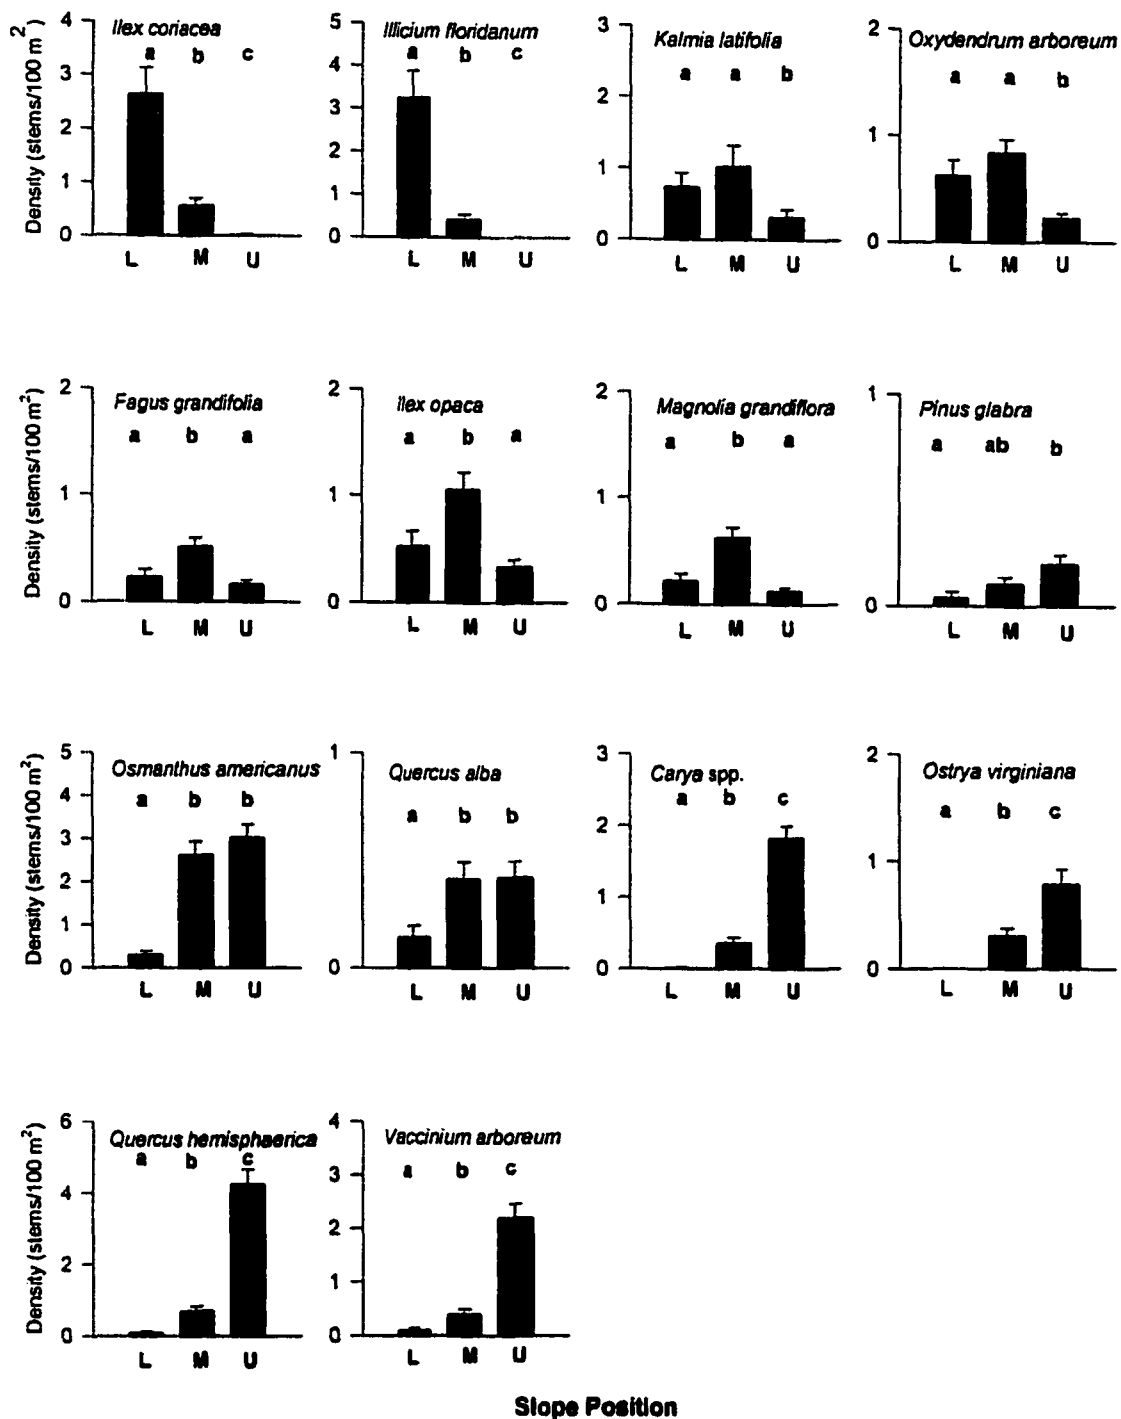 Ilex coriacea
a b c
Density (stems/100 m2
4
3
2
1
0
L M U
Illicium floridanum
a b c
5
4
3
2
1
0
L M U
Kalmia latifolia
a a b
3
2
1
0
L M U
Oxydendrum arboreum
a a b
2
1
0
L M U
Fagus grandifolia
a b a
Density (stems/100 m2)
2
1
0
L M U
Ilex opaca
a b a
2
1
0
L M U
Magnolia grandiflora
a b a
2
1
0
L M U
Pinus glabra
a ab b
1
0
L M U
Osmanthus americanus
a b b
Density (stems/100 m2)
5
4
3
2
1
0
L M U
Quercus alba
a b b
1
0
L M U
Carya spp.
a b c
3
2
1
0
L M U
Ostrya virginiana
a b c
2
1
0
L M U
Quercus hemisphaerica
a b c
Density (stems/100 m2)
6
4
2
0
L M U
Vaccinium arboreum
a b c
4
3
2
1
0
L M U
Slope Position